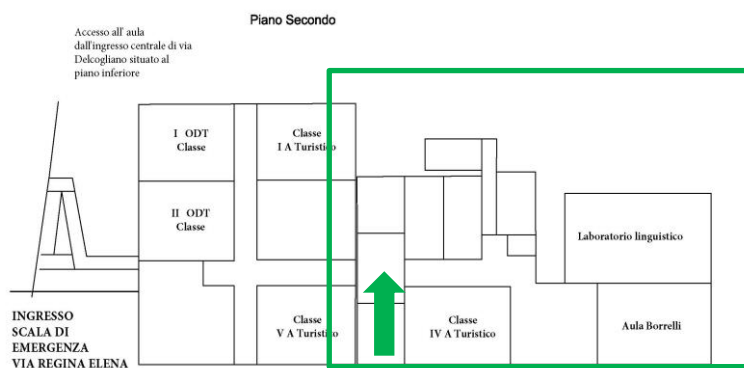 Piano Secondo
Accesso all' aula
dall'ingresso centrale di via
Delcogliano situato al
piano inferiore
I ODT
Classe
Classe
I A Turistico
II ODT
Classe
Laboratorio linguistico
INGRESSO
SCALA DI
EMERGENZA
VIA REGINA ELENA
Classe
V A Turistico
Classe
IV A Turistico
Aula Borrelli